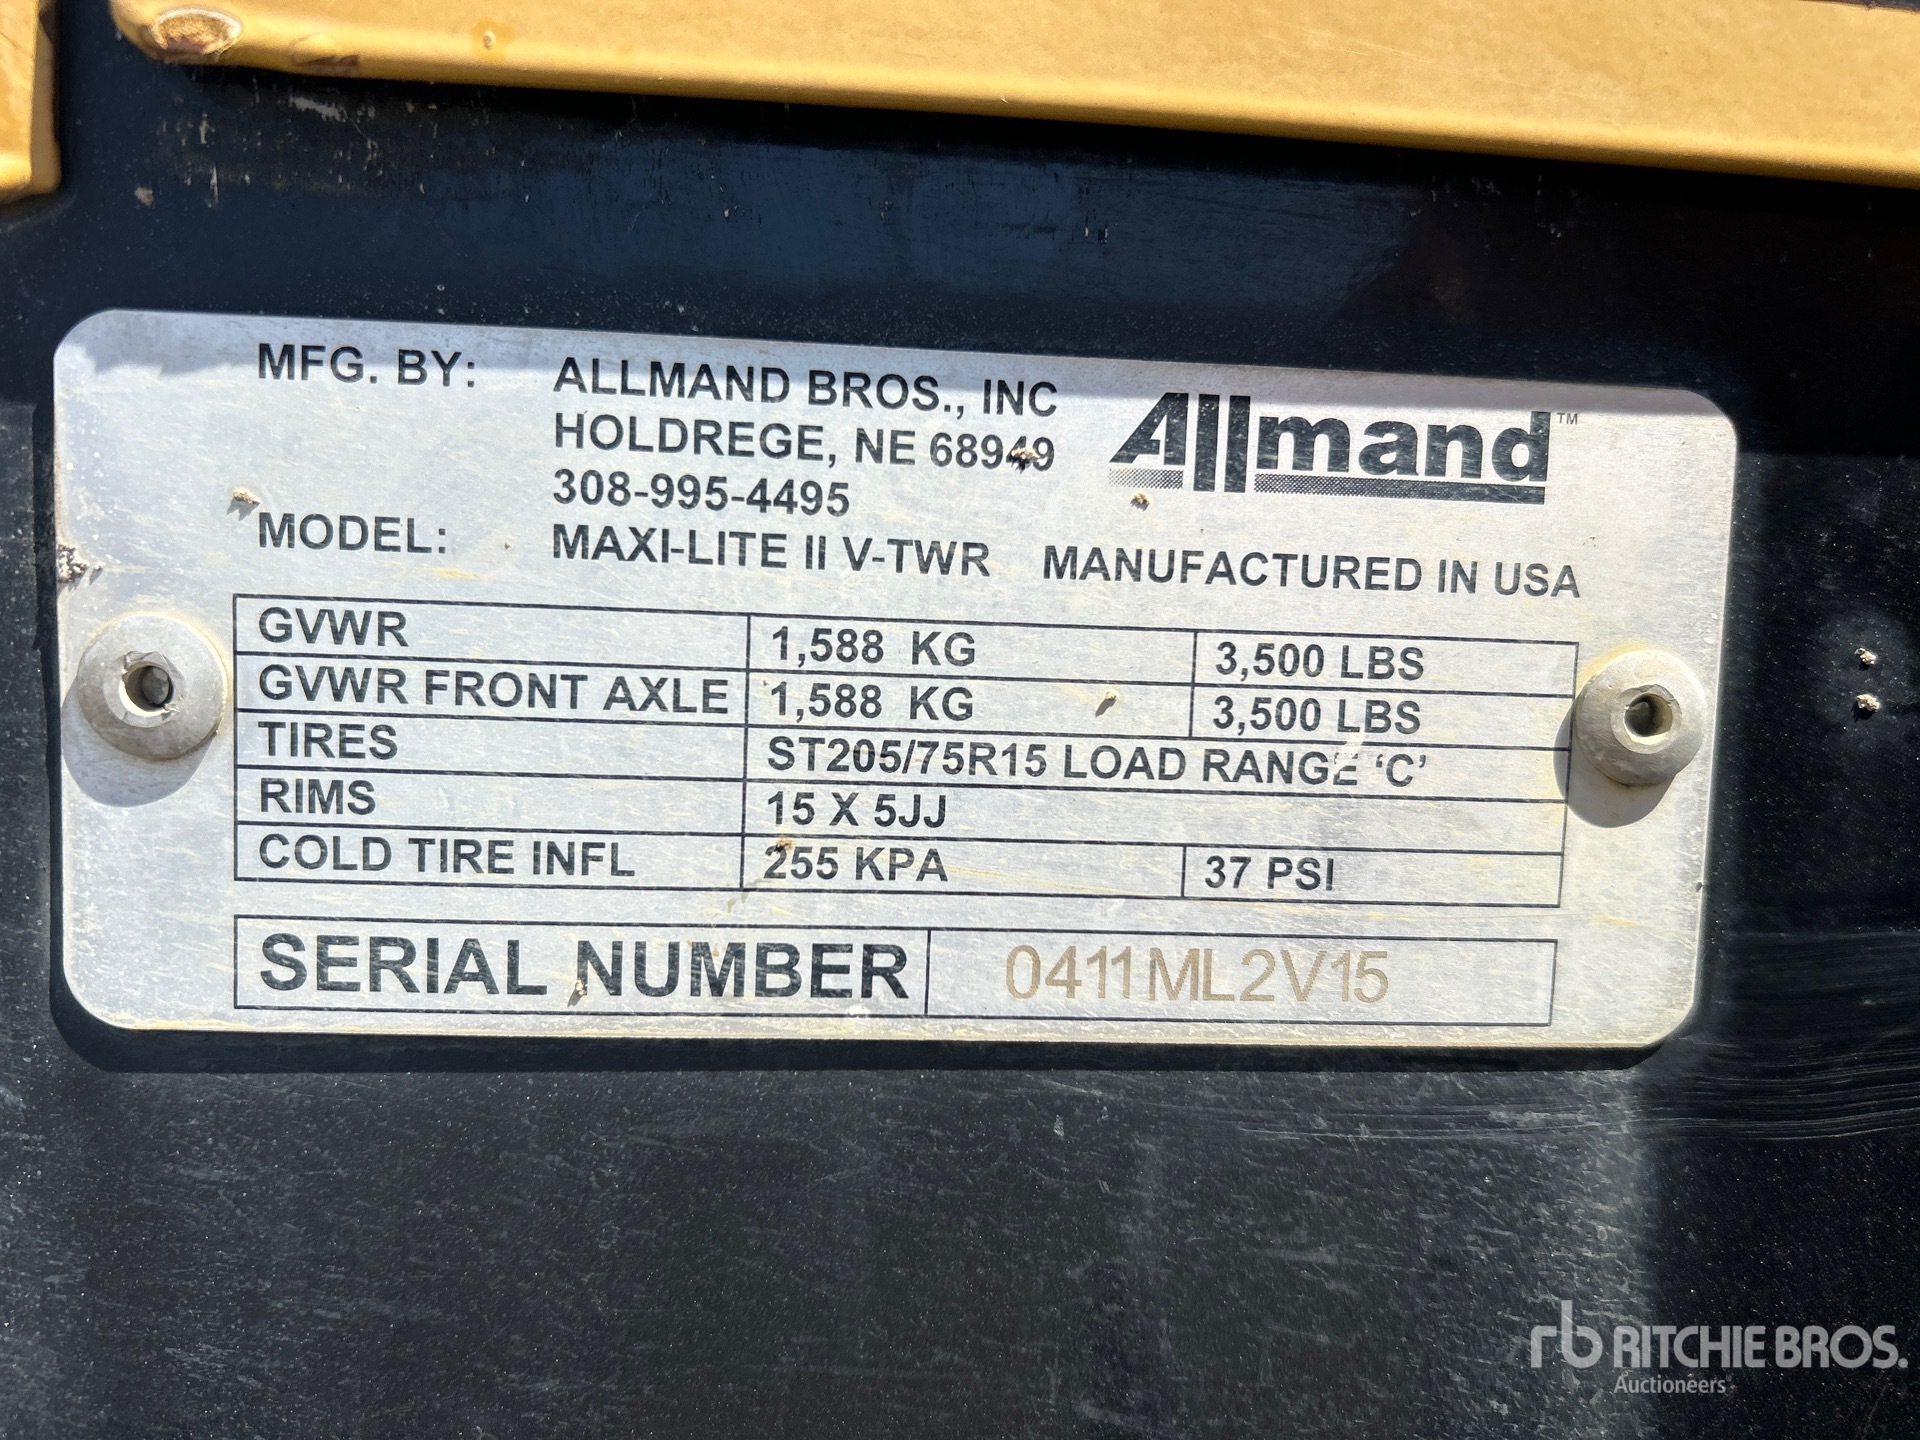 MFG. BY: ALLMAND BROS., INC
HOLDREGE, NE 68949
308-995-4495
Allmand™
MODEL: MAXI-LITE II V-TWR MANUFACTURED IN USA
GVWR 1,588 KG 3,500 LBS
GVWR FRONT AXLE 1,588 KG 3,500 LBS
TIRES ST205/75R15 LOAD RANGE ‘C’
RIMS 15 X 5JJ
COLD TIRE INFL 255 KPA 37 PSI
SERIAL NUMBER 0411ML2V15
rb RITCHIE BROS.
Auctioneers